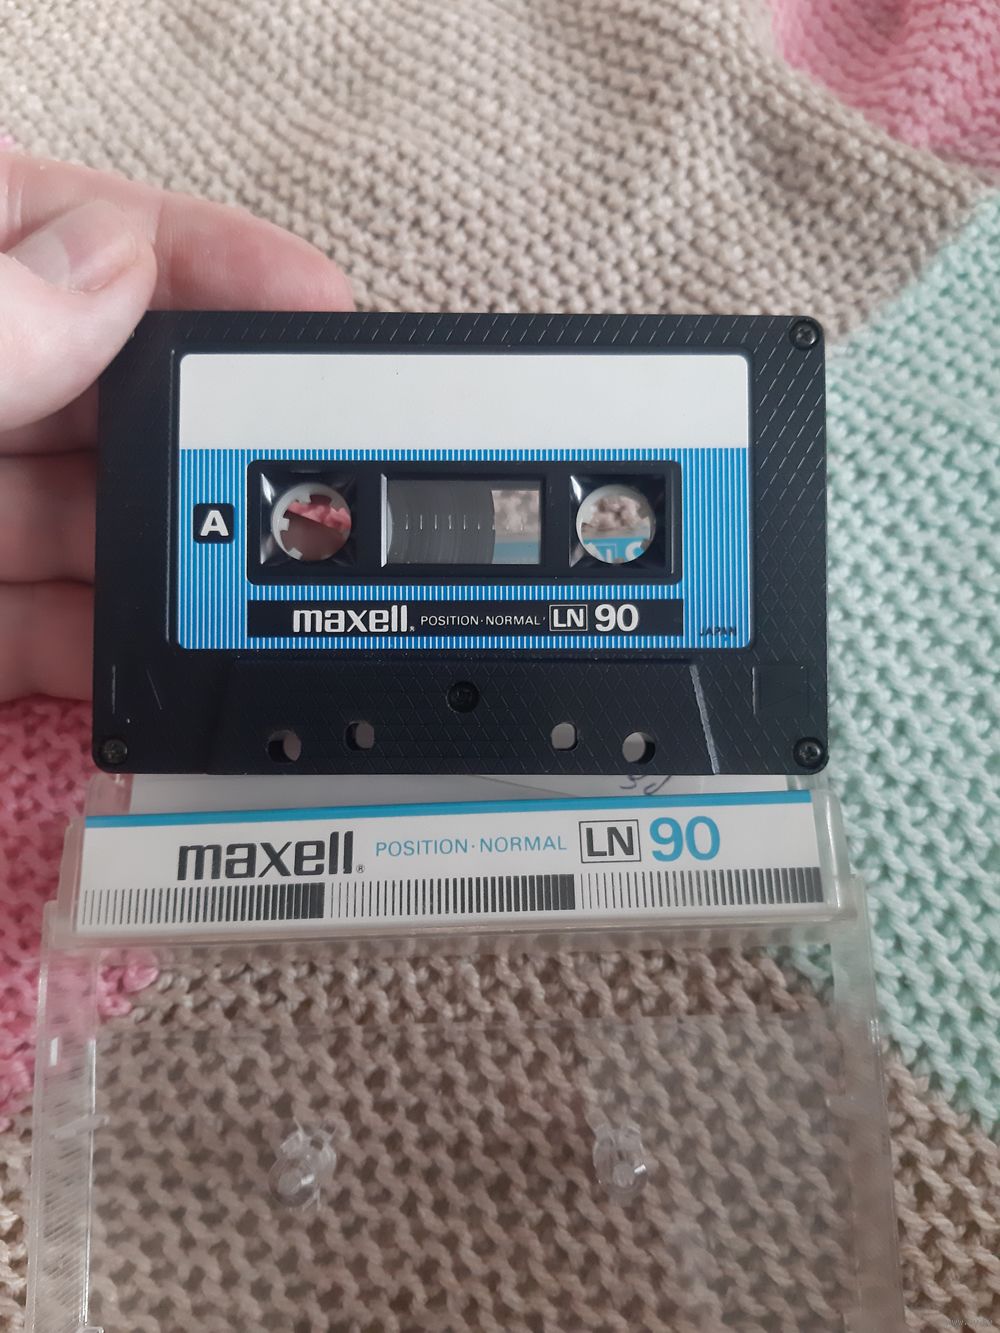 A
maxell® POSITION·NORMAL LN 90
JAPAN
maxell® POSITION·NORMAL LN 90